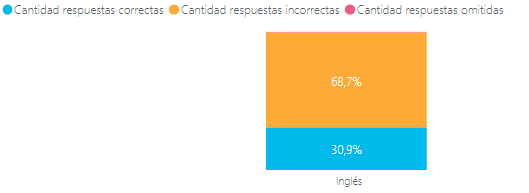 Cantidad respuestas correctas Cantidad respuestas incorrectas Cantidad respuestas omitidas
68,7%
30,9%
Inglés